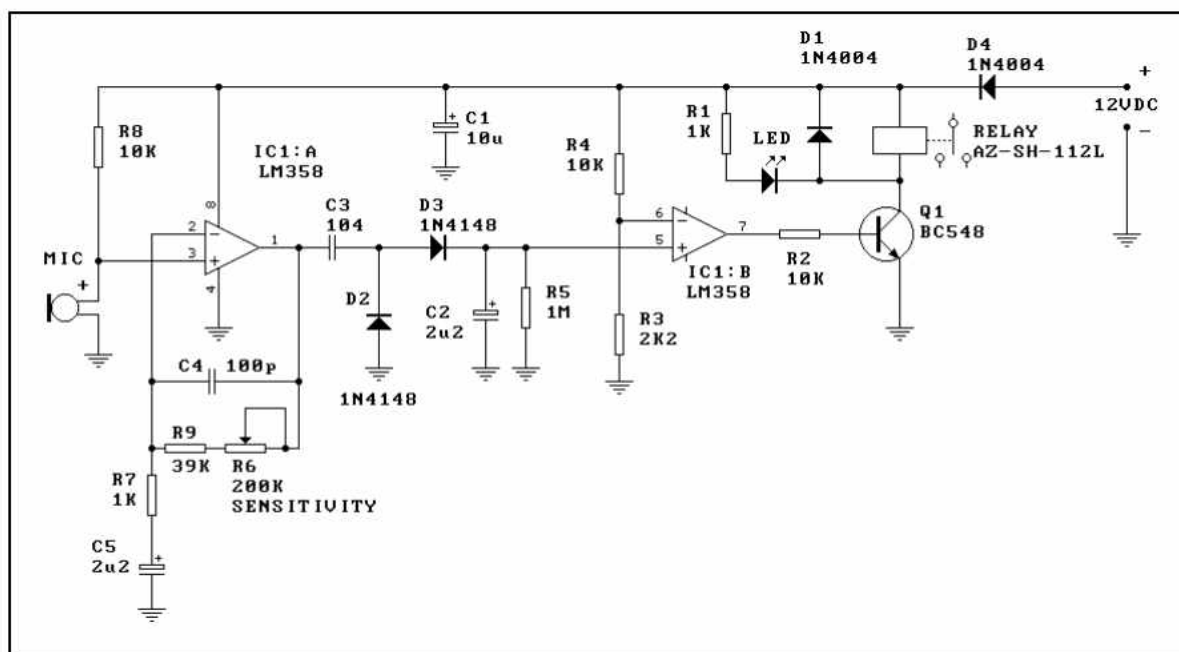 D1
1N4004
D4
1N4004
+
12VDC
-
R8
10K
+
C1
10u
R4
10K
R1
1K
LED
RELAY
AZ-SH-112L
IC1:A
LM358
8
2
-
3
+
1
4
C3
104
D3
1N4148
6
-
5
+
7
IC1:B
LM358
R2
10K
Q1
BC548
MIC
+
D2
1N4148
+
C2
2u2
R5
1M
R3
2K2
C4
100p
R9
39K
R6
200K
SENSITIVITY
R7
1K
C5
2u2
+